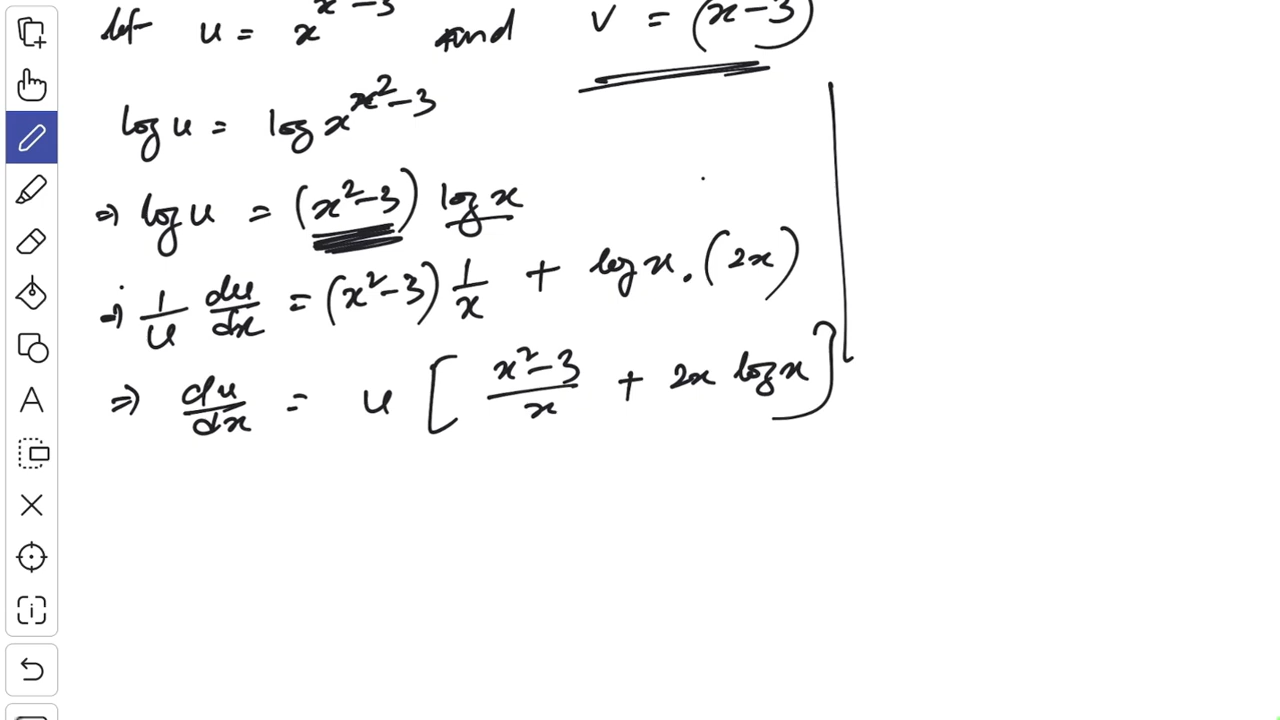 let u = x^{x²-3} and v = (x-3)
log u = log x^{x²-3}
⇒ log u = (x²-3) log x
⇒ 1/u du/dx = (x²-3) 1/x + log x . (2x)
⇒ du/dx = u [ x²-3/x + 2x log x ]